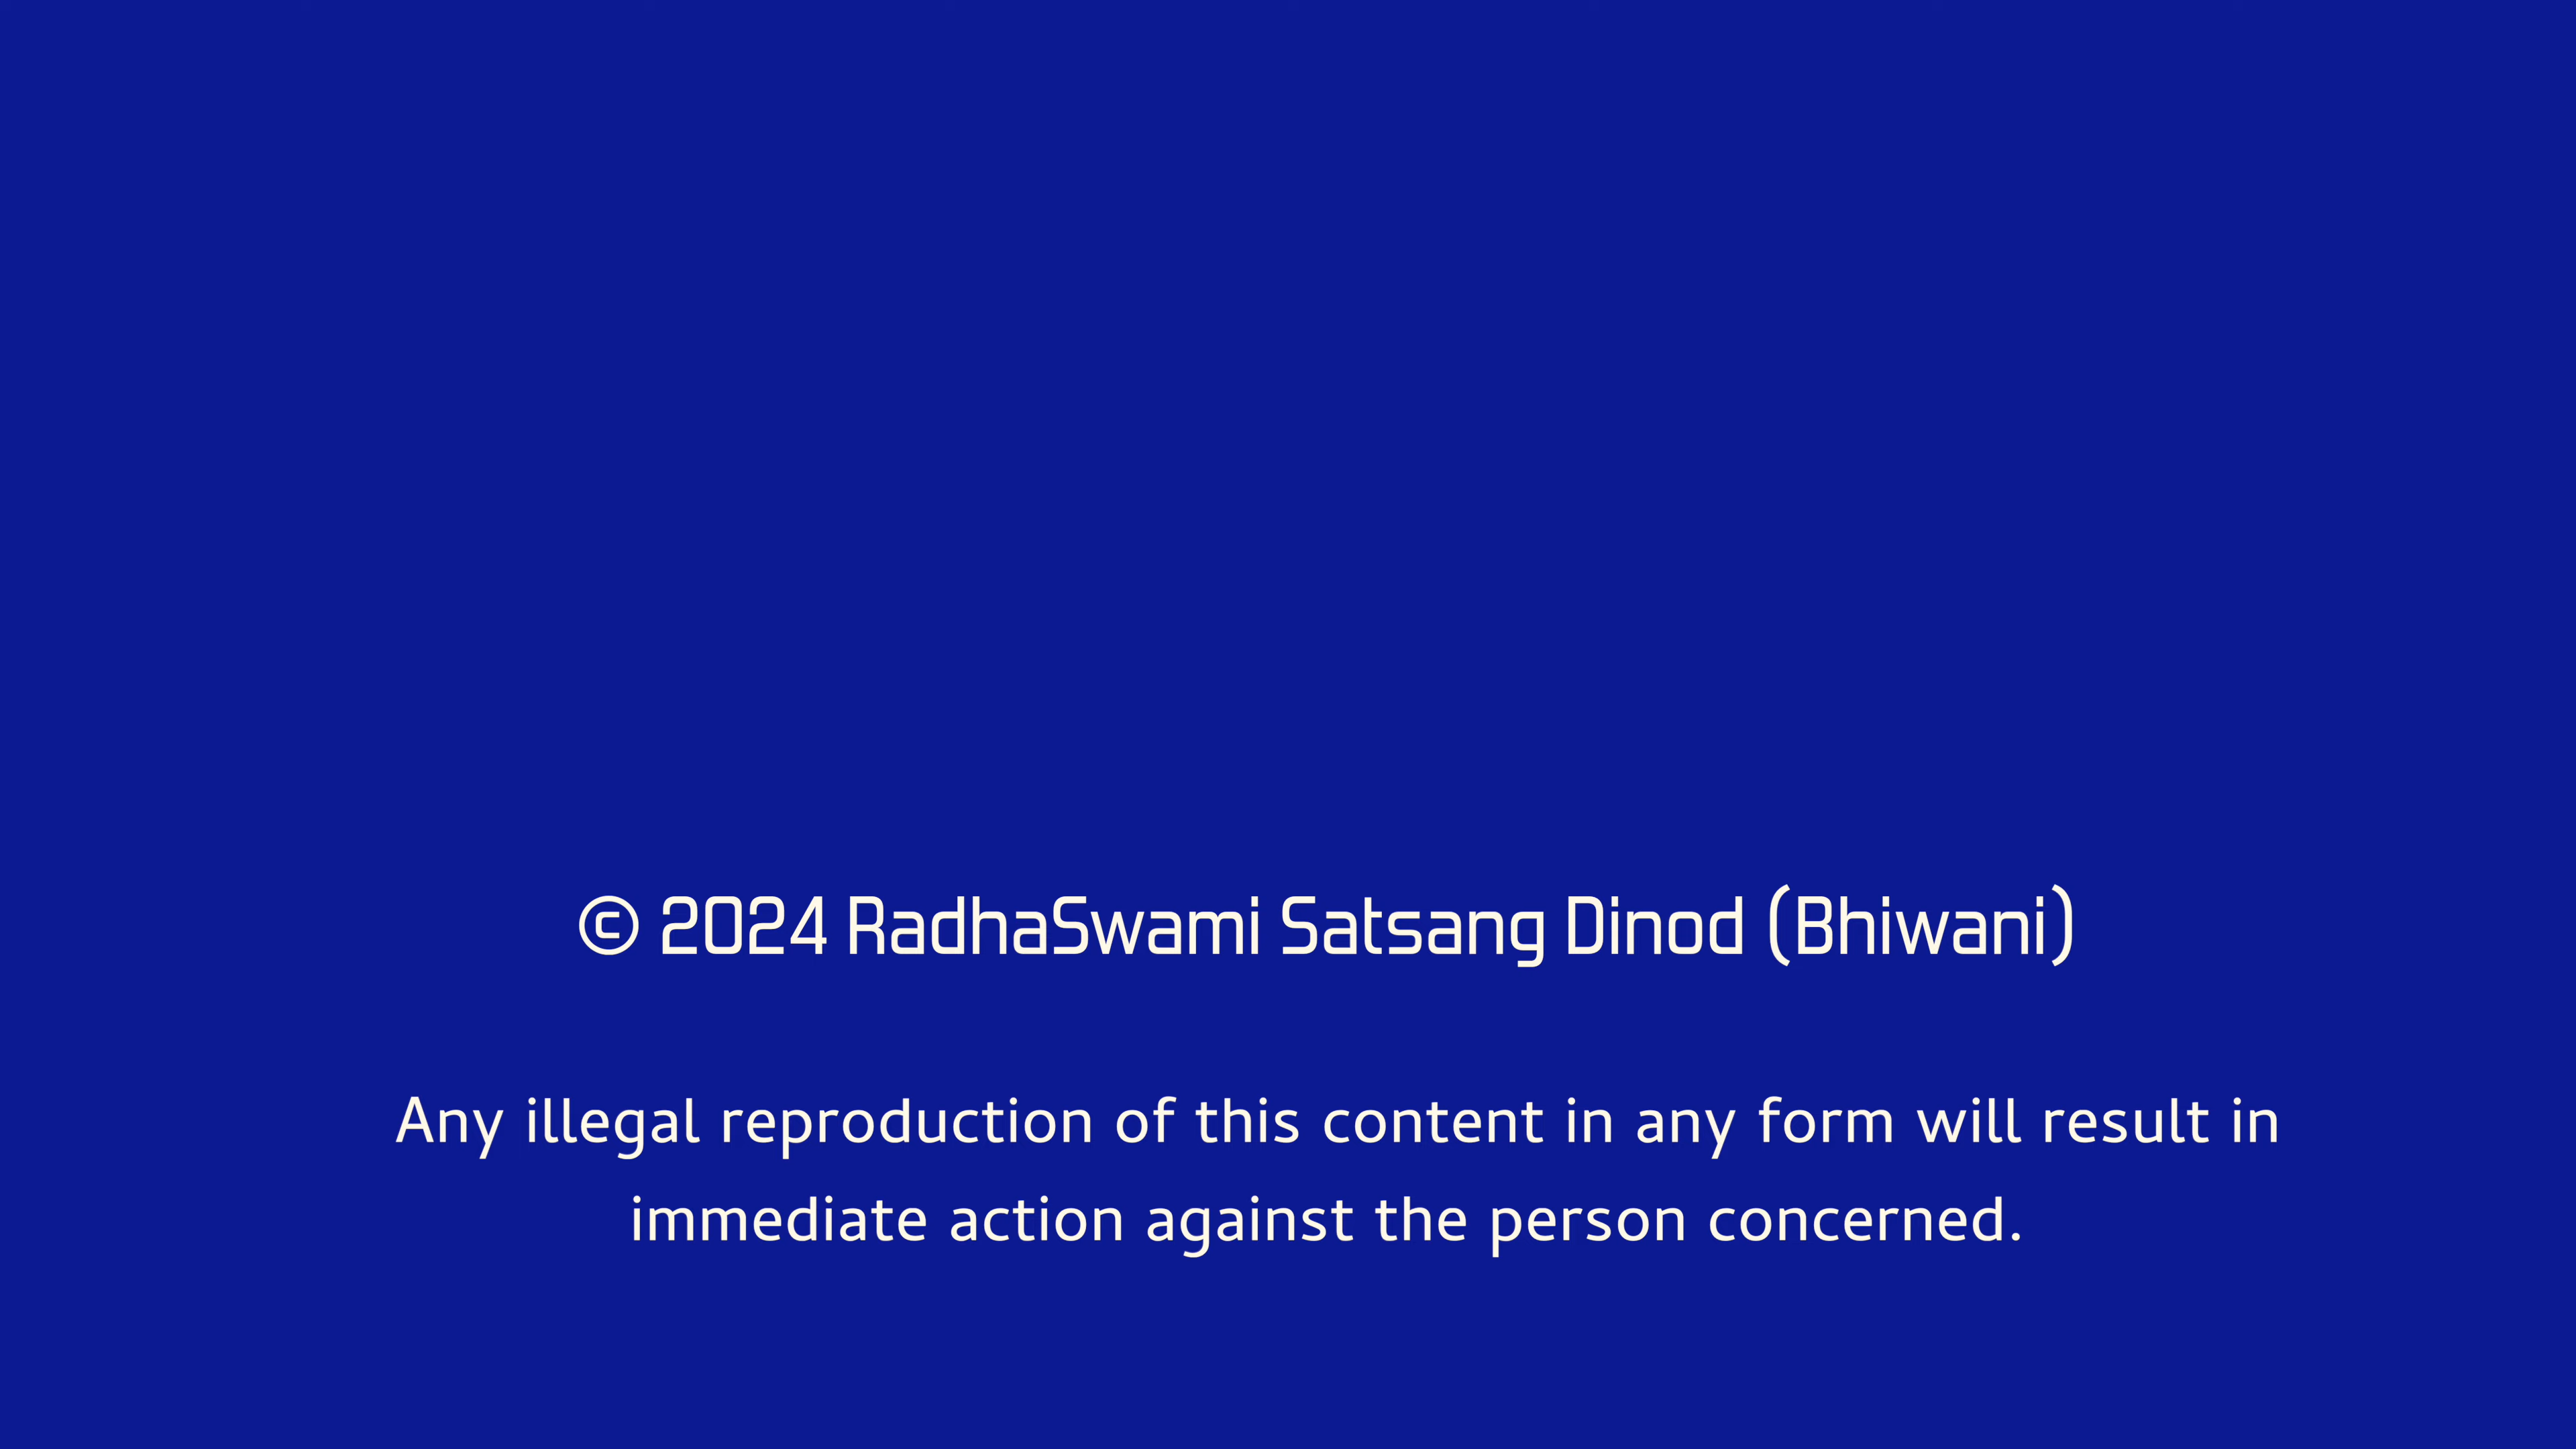 © 2024 RadhaSwami Satsang Dinod (Bhiwani)
Any illegal reproduction of this content in any form will result in
immediate action against the person concerned.